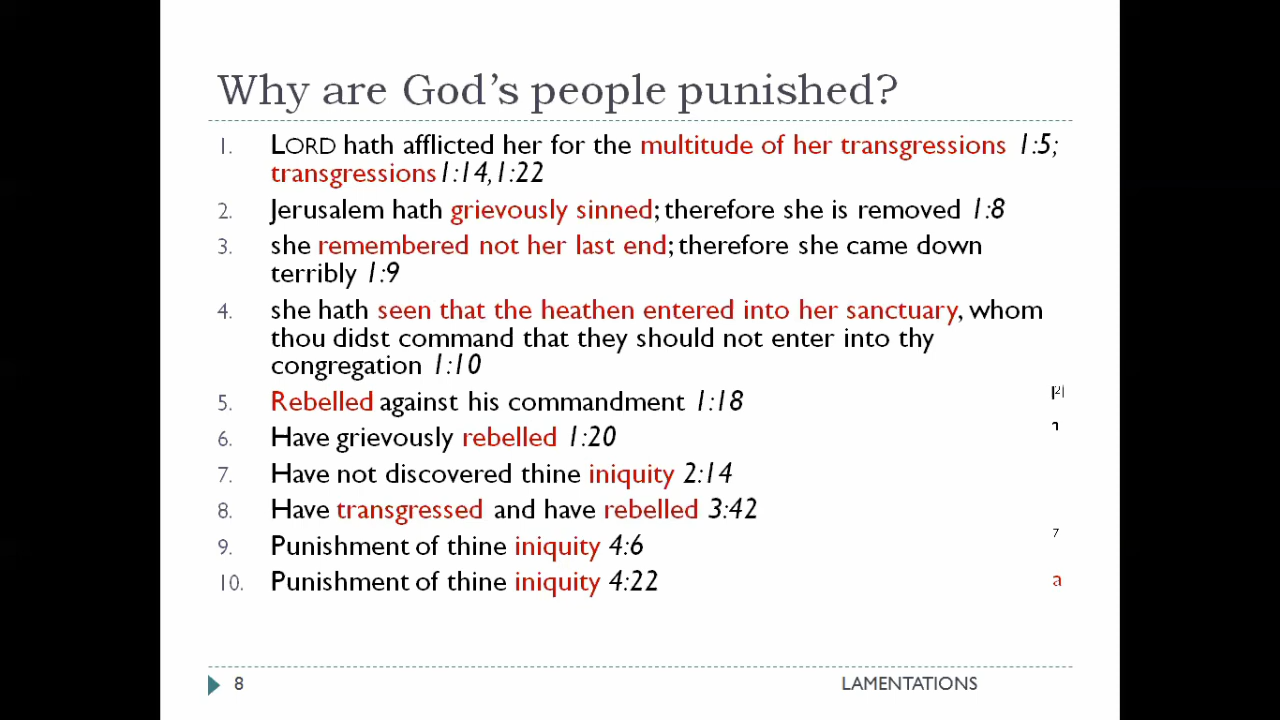 Why are God's people punished?
1. LORD hath afflicted her for the multitude of her transgressions 1:5;
transgressions 1:14, 1:22
2. Jerusalem hath grievously sinned; therefore she is removed 1:8
3. she remembered not her last end; therefore she came down
terribly 1:9
4. she hath seen that the heathen entered into her sanctuary, whom
thou didst command that they should not enter into thy
congregation 1:10
5. Rebelled against his commandment 1:18
6. Have grievously rebelled 1:20
7. Have not discovered thine iniquity 2:14
8. Have transgressed and have rebelled 3:42
7
9. Punishment of thine iniquity 4:6
10. Punishment of thine iniquity 4:22 a
8 LAMENTATIONS